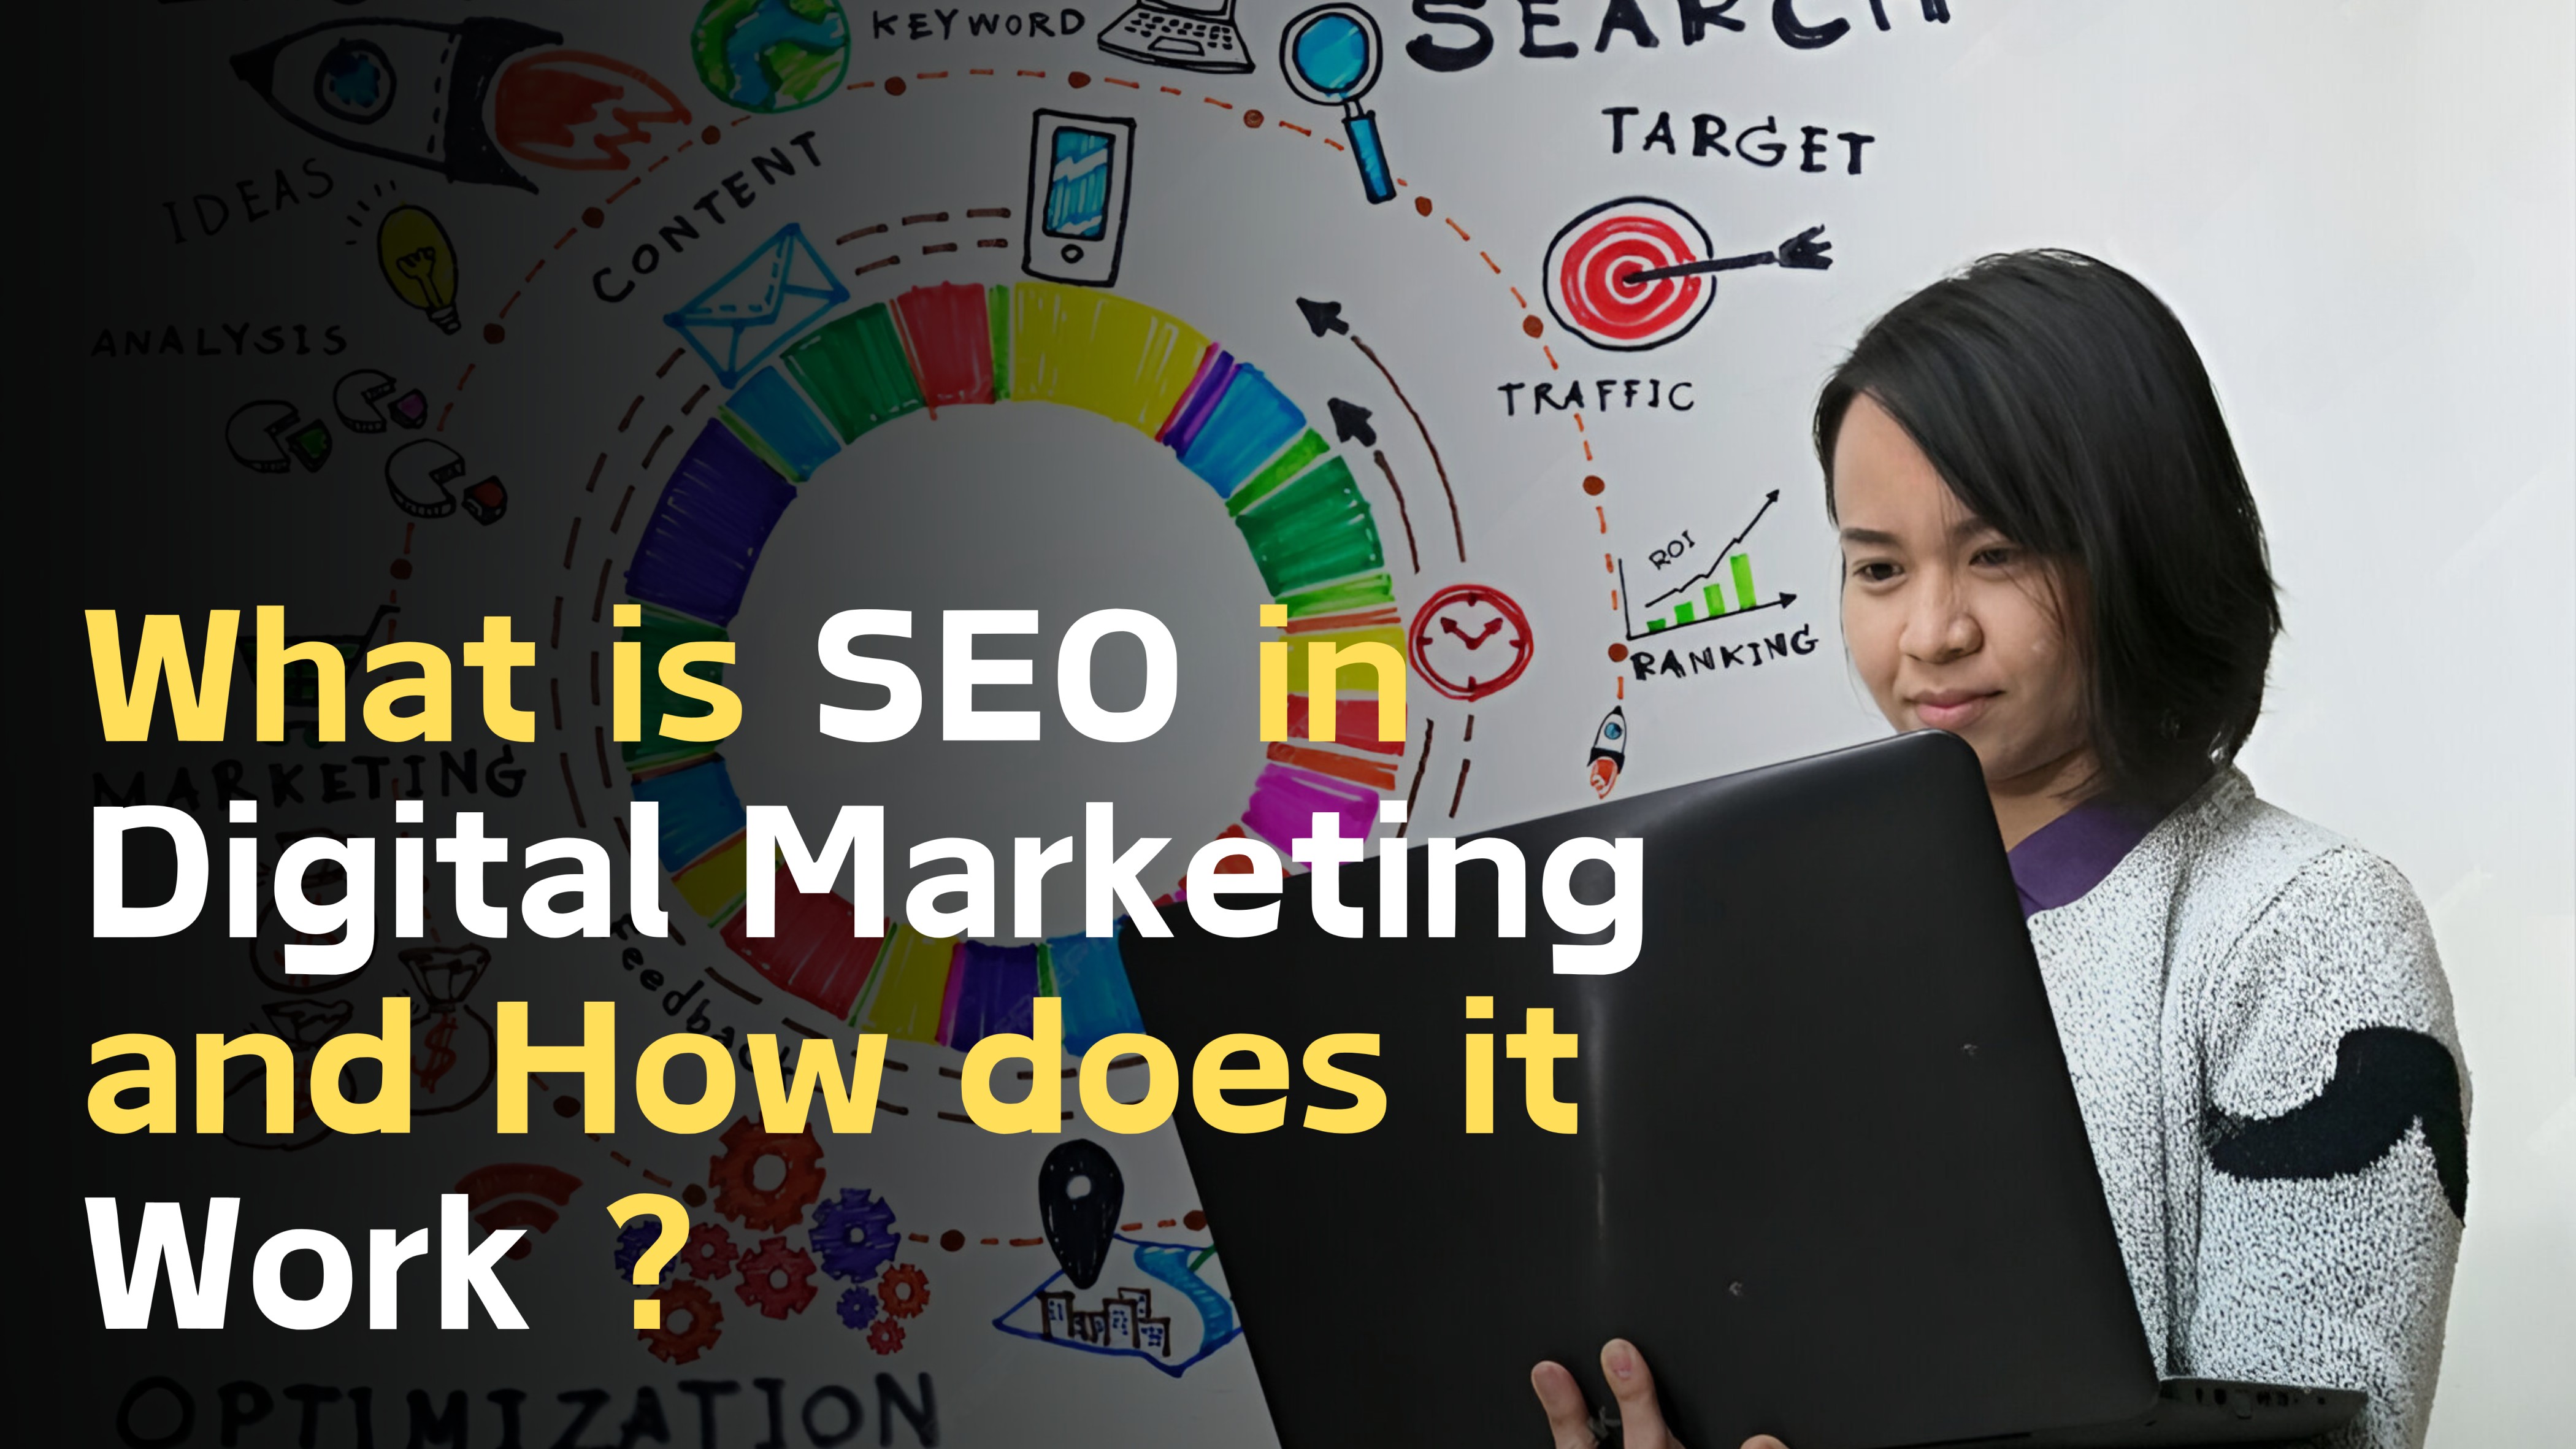 KEYWORD
SEARCH
TARGET
IDEAS
CONTENT
ANALYSIS
TRAFFIC
ROI
RANKING
What is SEO in
MARKETING
Digital Marketing
feedback
and How does it
Work ?
OPTIMIZATION